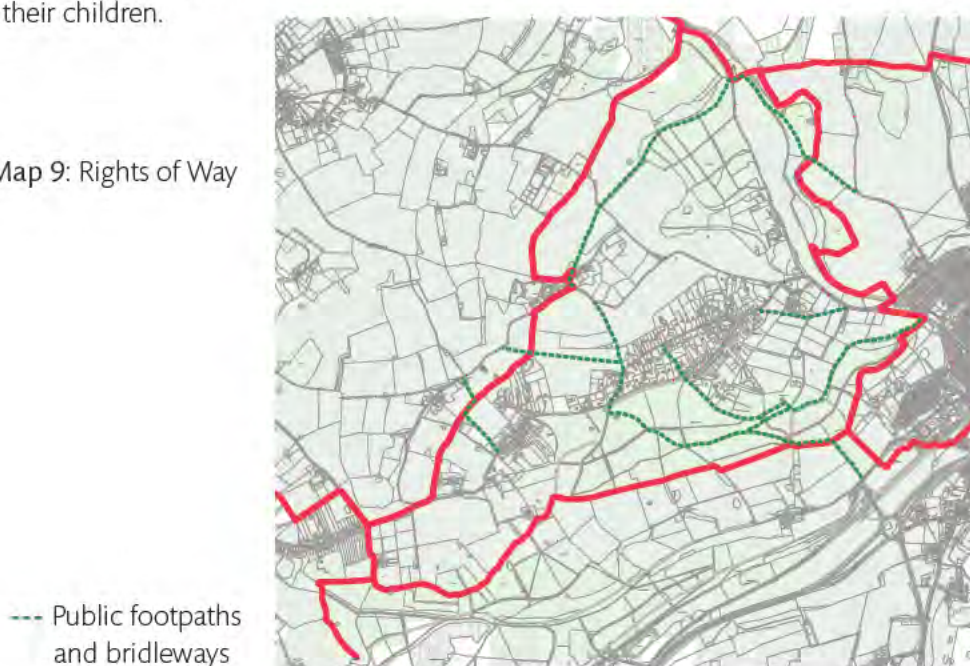 their children.
Map 9: Rights of Way
Public footpaths
and bridleways